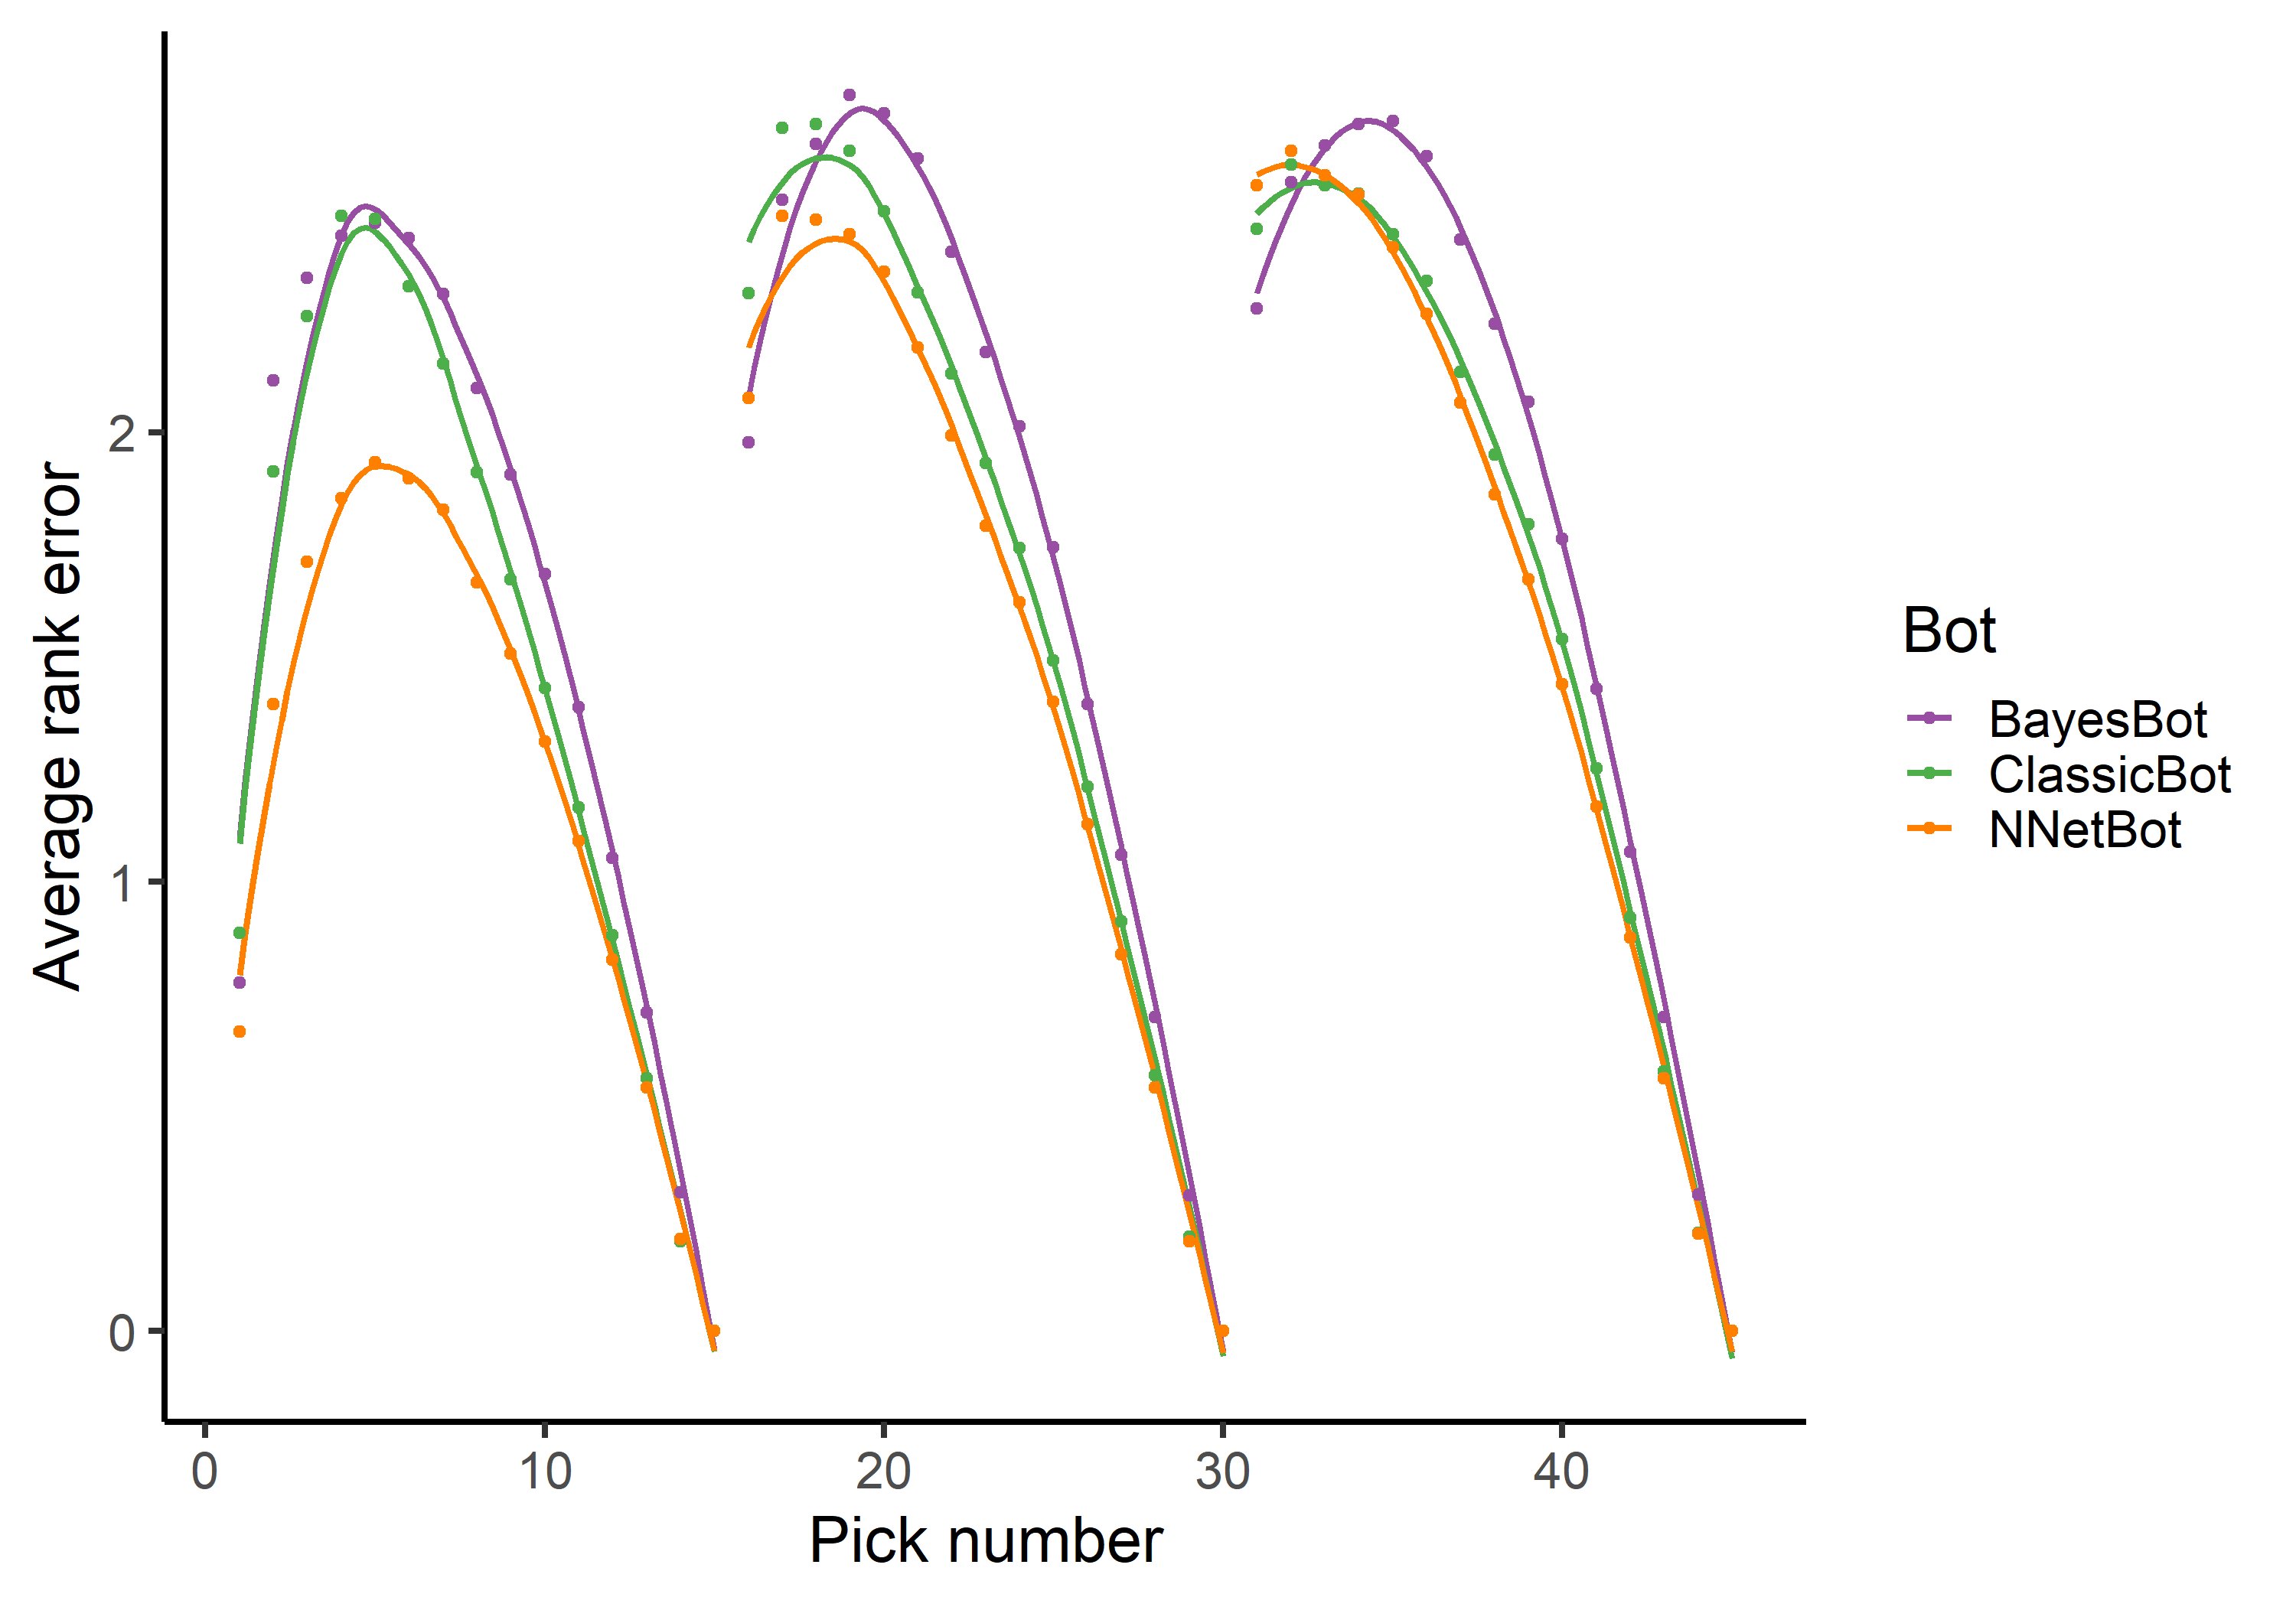 Average rank error
2
1
0
0 10 20 30 40
Pick number
Bot
BayesBot
ClassicBot
NNetBot